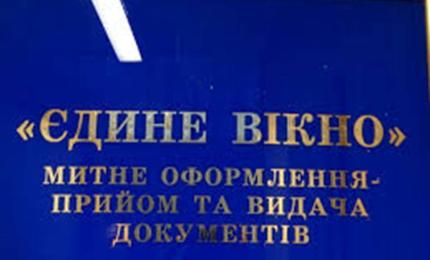 «ЄДИНЕ ВІКНО»
МИТНЕ ОФОРМЛЕННЯ-
ПРИЙОМ ТА ВИДАЧА
ДОКУМЕНТІВ